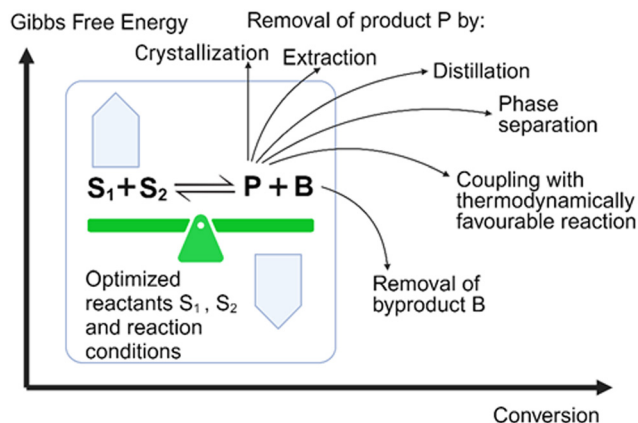 Gibbs Free Energy
Removal of product P by:
Crystallization
Extraction
Distillation
Phase
separation
S₁+S₂ ⇌ P + B
Coupling with
thermodynamically
favourable reaction
Optimized
reactants S₁ , S₂
and reaction
conditions
Removal of
byproduct B
Conversion